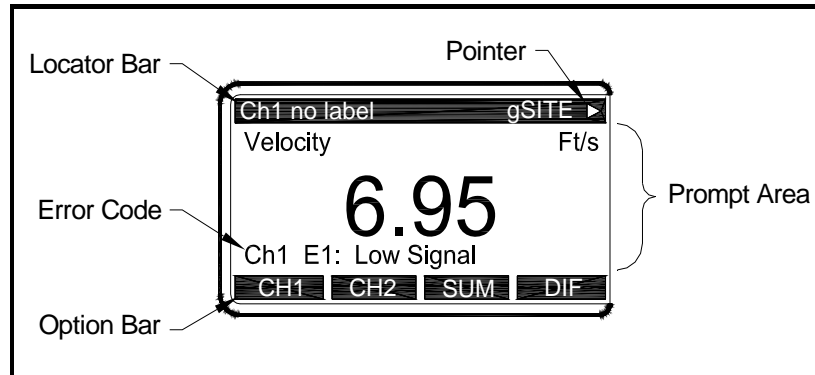 Pointer
Locator Bar
Ch1 no label gSITE
Velocity Ft/s
6.95
Prompt Area
Error Code
Ch1 E1: Low Signal
CH1 CH2 SUM DIF
Option Bar